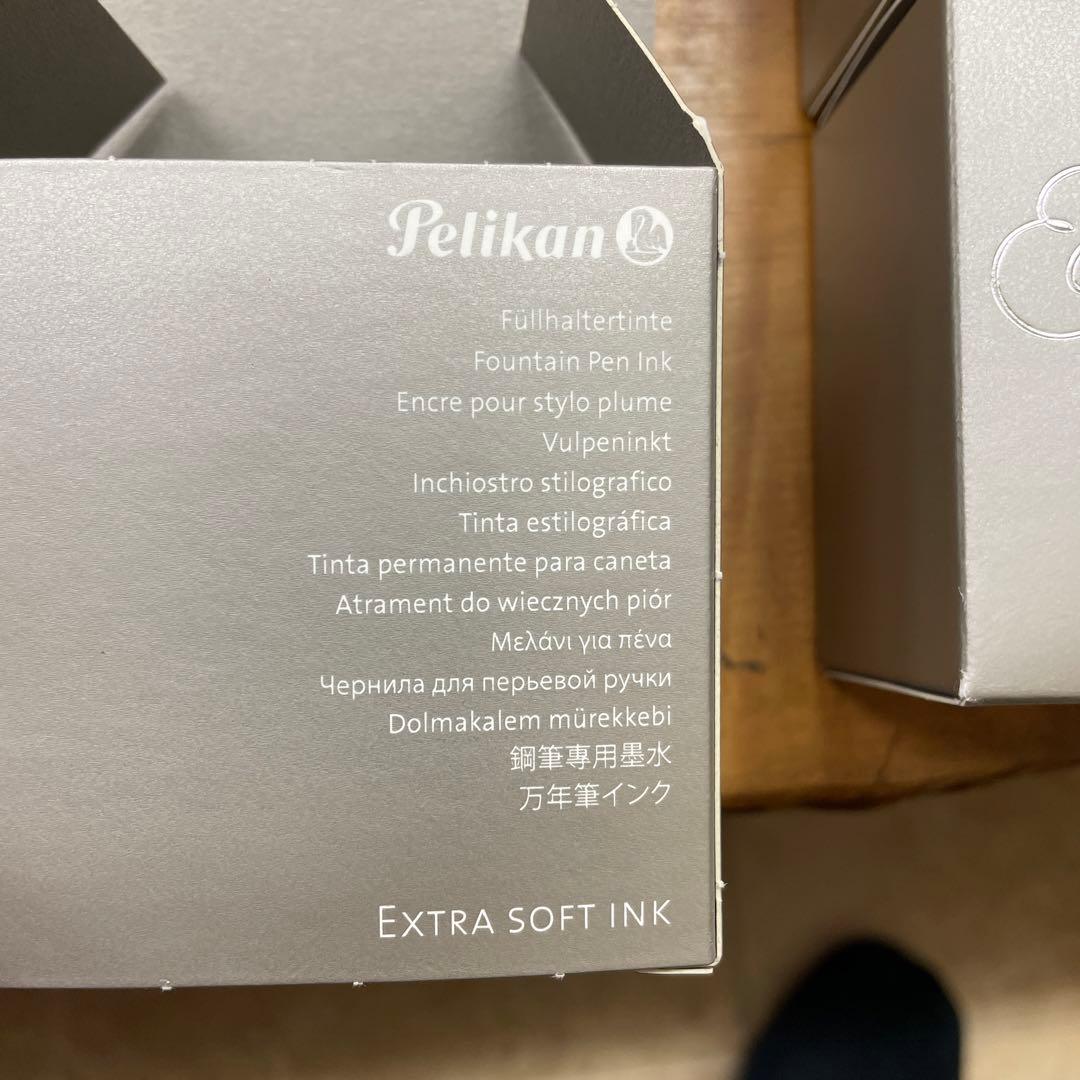 Pelikan
Füllhaltertinte
Fountain Pen Ink
Encre pour stylo plume
Vulpeninkt
Inchiostro stilografico
Tinta estilográfica
Tinta permanente para caneta
Atrament do wiecznych piór
Μελάνι για πένα
Чернила для перьевой ручки
Dolmakalem mürekkebi
鋼筆專用墨水
万年筆インク
EXTRA SOFT INK